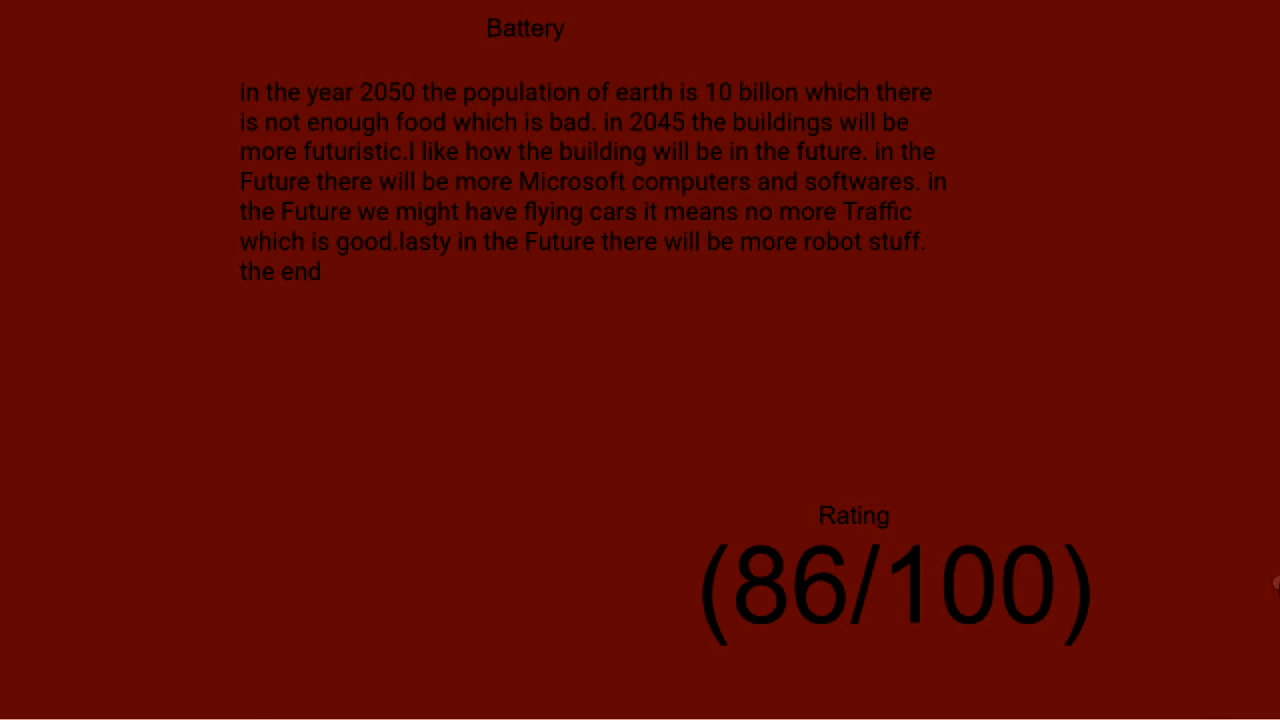 Battery
in the year 2050 the population of earth is 10 billon which there
is not enough food which is bad. in 2045 the buildings will be
more futuristic.I like how the building will be in the future. in the
Future there will be more Microsoft computers and softwares. in
the Future we might have flying cars it means no more Traffic
which is good.lasty in the Future there will be more robot stuff.
the end
Rating
(86/100)